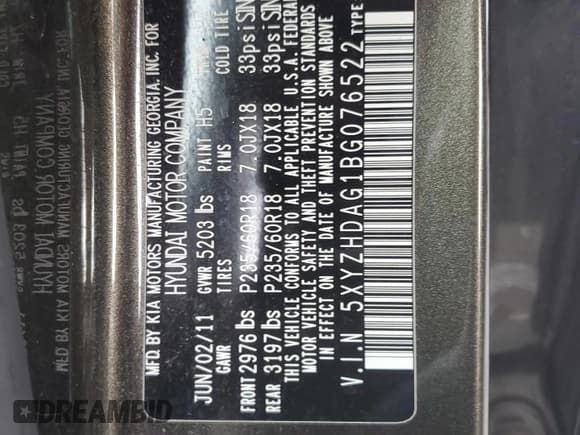 MFD. BY KIA MOTORS MANUFACTURING GEORGIA, INC. FOR
HYUNDAI MOTOR COMPANY
JUN/02/11 GVWR 5203 lbs PAINT H5
GAWR TIRES RIMS COLD TIRE
FRONT 2976 lbs P235/60R18 7.0JX18 33psi SIN
REAR 3197 lbs P235/60R18 7.0JX18 33psi SIN
THIS VEHICLE CONFORMS TO ALL APPLICABLE U.S.A. FEDERA
MOTOR VEHICLE SAFETY AND THEFT PREVENTION STANDARDS
IN EFFECT ON THE DATE OF MANUFACTURE SHOWN ABOVE
V.I.N 5XYZHDAG1BG076522 TYPE
DREAMBID